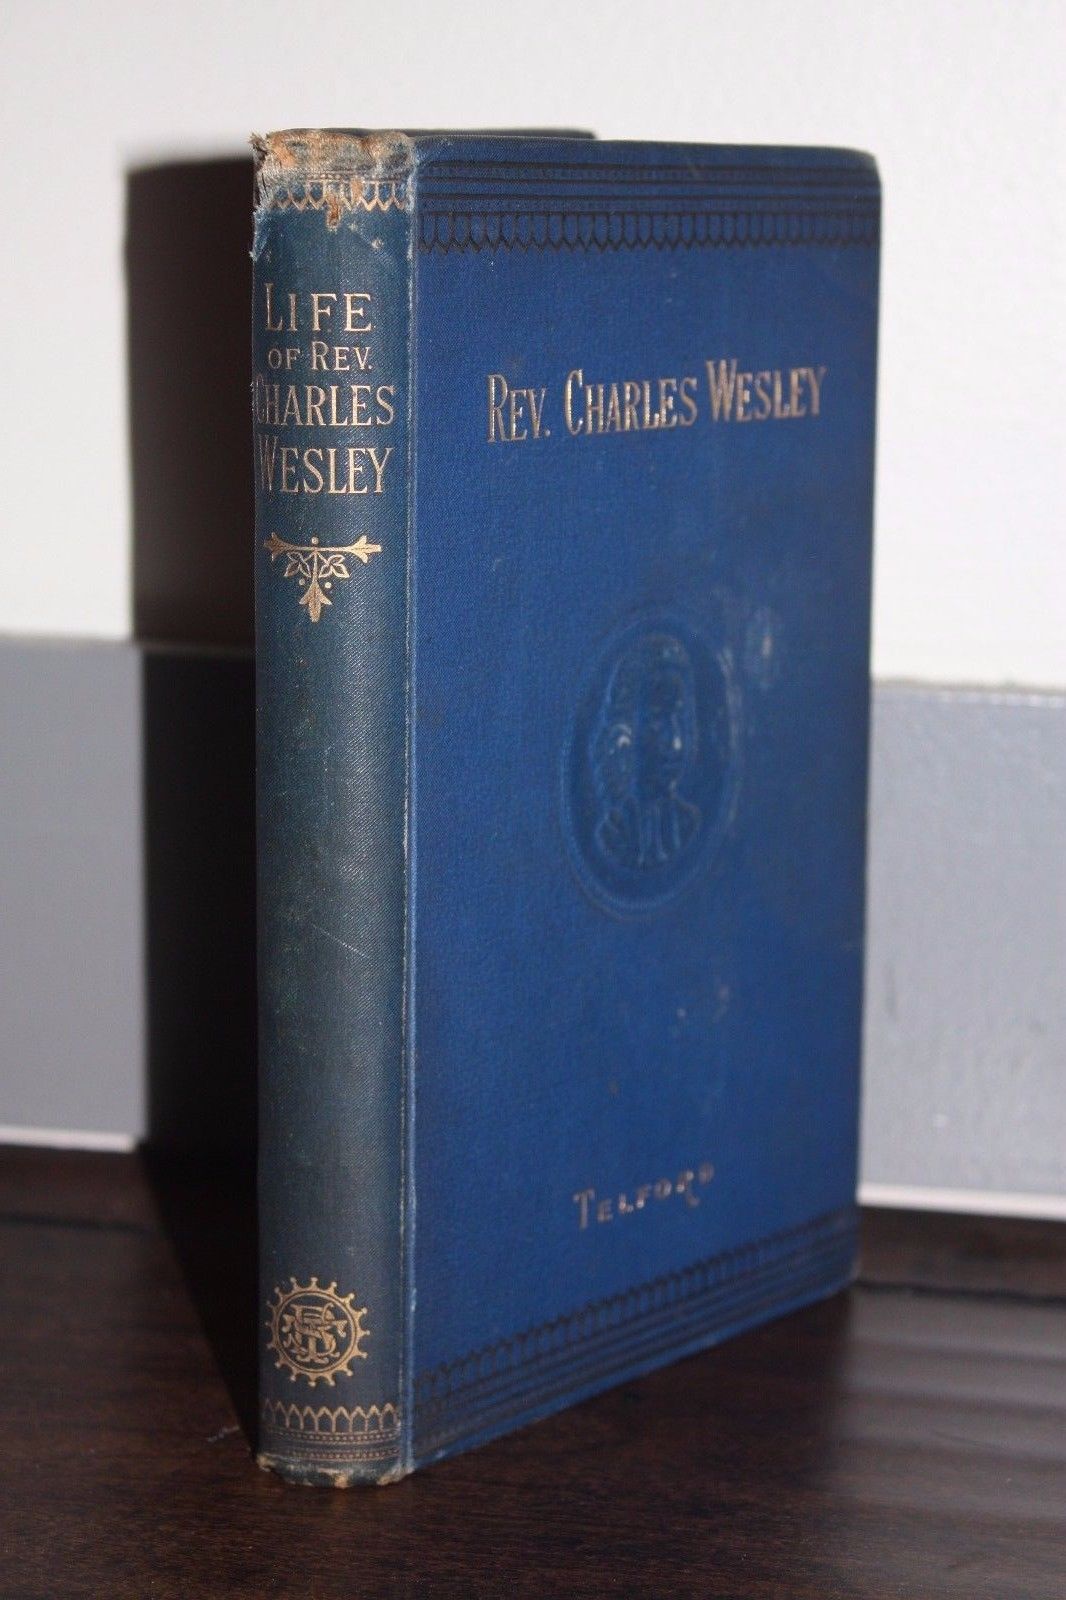 LIFE
OF REV.
CHARLES
WESLEY
REV. CHARLES WESLEY
TELFORD